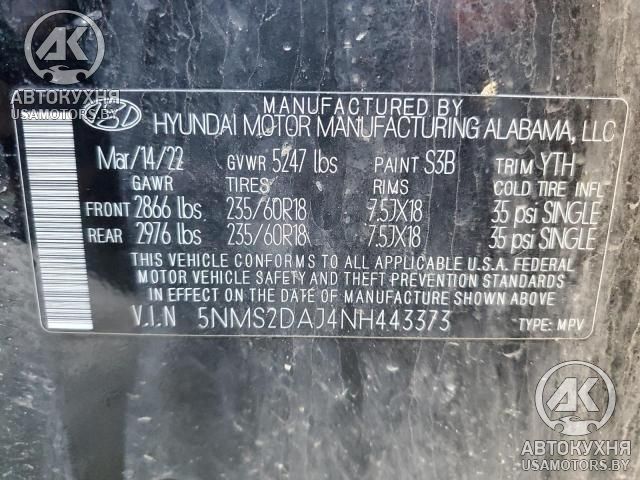 AK
АВТОКУХНЯ
USAMOTORS.BY
MANUFACTURED BY
HYUNDAI MOTOR MANUFACTURING ALABAMA, LLC
Mar/14/22 GVWR 5247 lbs PAINT S3B TRIM YTH
GAWR TIRES RIMS COLD TIRE INFL
FRONT 2866 lbs 235/60R18 7.5JX18 35 psi SINGLE
REAR 2976 lbs 235/60R18 7.5JX18 35 psi SINGLE
THIS VEHICLE CONFORMS TO ALL APPLICABLE U.S.A. FEDERAL
MOTOR VEHICLE SAFETY AND THEFT PREVENTION STANDARDS
IN EFFECT ON THE DATE OF MANUFACTURE SHOWN ABOVE.
V.I.N 5NMS2DAJ4NH443373 TYPE: MPV
AK
АВТОКУХНЯ
USAMOTORS.BY